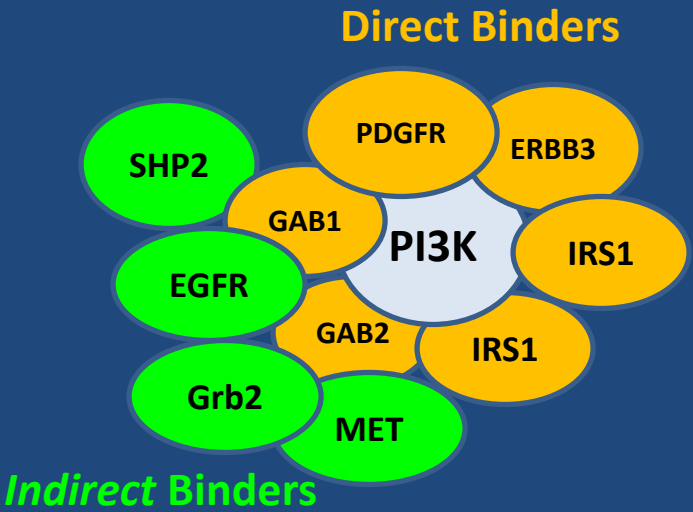 Direct Binders
PDGFR
ERBB3
SHP2
GAB1
PI3K
IRS1
EGFR
GAB2
IRS1
Grb2
MET
Indirect Binders